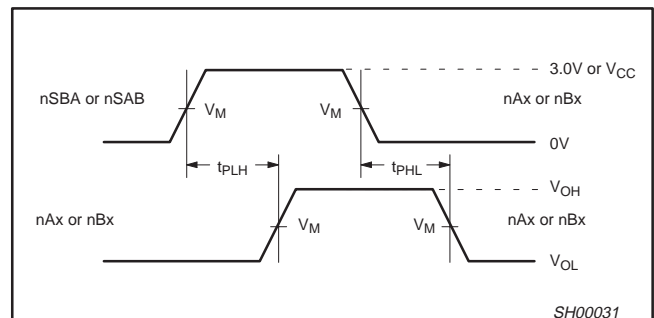 3.0V or VCC
nSBA or nSAB
VM
VM
nAx or nBx
0V
tPLH
tPHL
VOH
nAx or nBx
VM
VM
nAx or nBx
VOL
SH00031